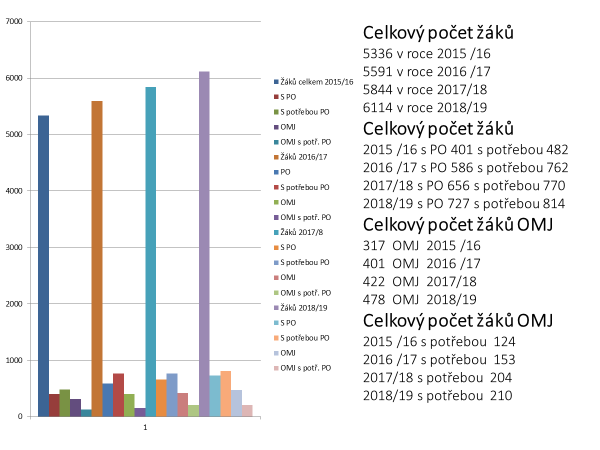 7000
6000
5000
4000
3000
2000
1000
0
1
Žáků celkem 2015/16
S PO
S potřebou PO
OMJ
OMJ s potř. PO
Žáků 2016/17
PO
S potřebou PO
OMJ
OMJ s potř. PO
Žáků 2017/8
S PO
S potřebou PO
OMJ
OMJ s potř. PO
Žáků 2018/19
S PO
S potřebou PO
OMJ
OMJ s potř. PO
Celkový počet žáků
5336 v roce 2015 /16
5591 v roce 2016 /17
5844 v roce 2017/18
6114 v roce 2018/19
Celkový počet žáků
2015 /16 s PO 401 s potřebou 482
2016 /17 s PO 586 s potřebou 762
2017/18 s PO 656 s potřebou 770
2018/19 s PO 727 s potřebou 814
Celkový počet žáků OMJ
317 OMJ 2015 /16
401 OMJ 2016 /17
422 OMJ 2017/18
478 OMJ 2018/19
Celkový počet žáků OMJ
2015 /16 s potřebou 124
2016 /17 s potřebou 153
2017/18 s potřebou 204
2018/19 s potřebou 210